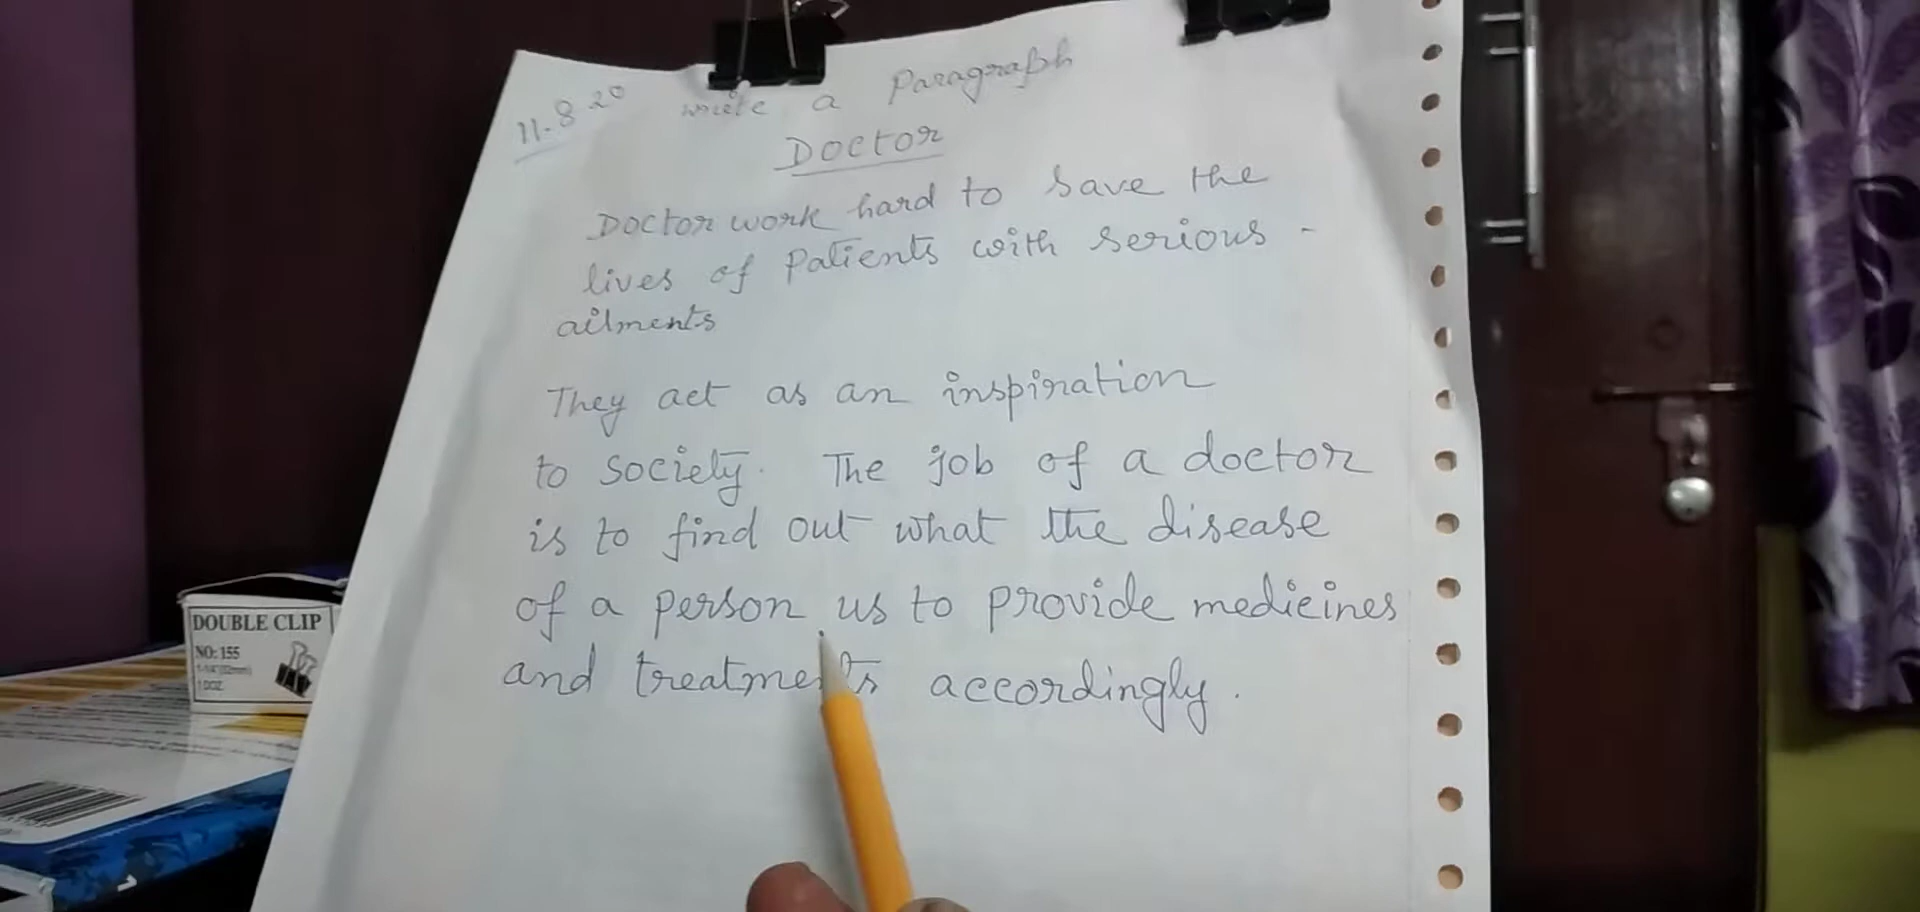 11-8 20
write a Paragraph
Doctor
Doctor work hard to save the
lives of Patients with serious -
ailments
They act as an inspiration
to society. The job of a doctor
is to find out what the disease
of a person us to provide medicines
and treatments accordingly.
DOUBLE CLIP
NO: 155
1 DOZ.